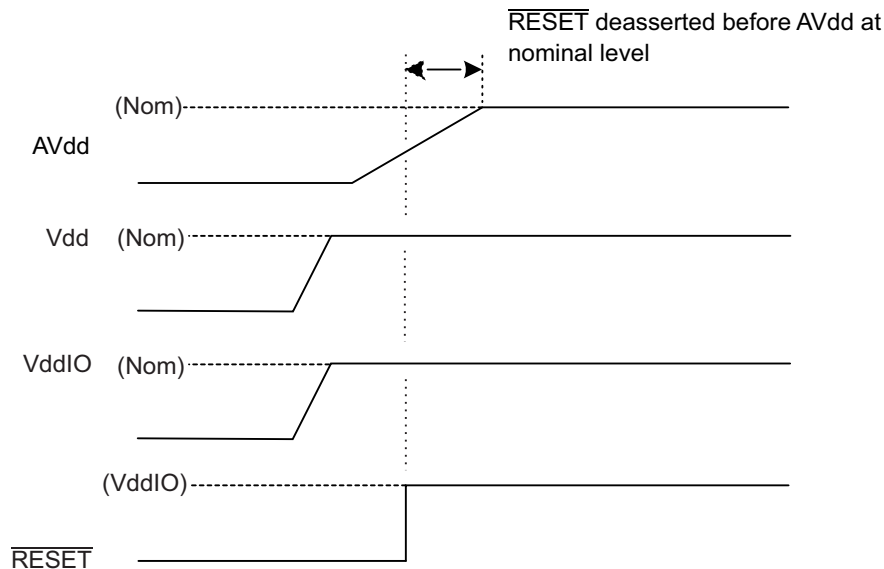 RESET deasserted before AVdd at
nominal level
(Nom)
AVdd
Vdd (Nom)
VddIO (Nom)
(VddIO)
RESET